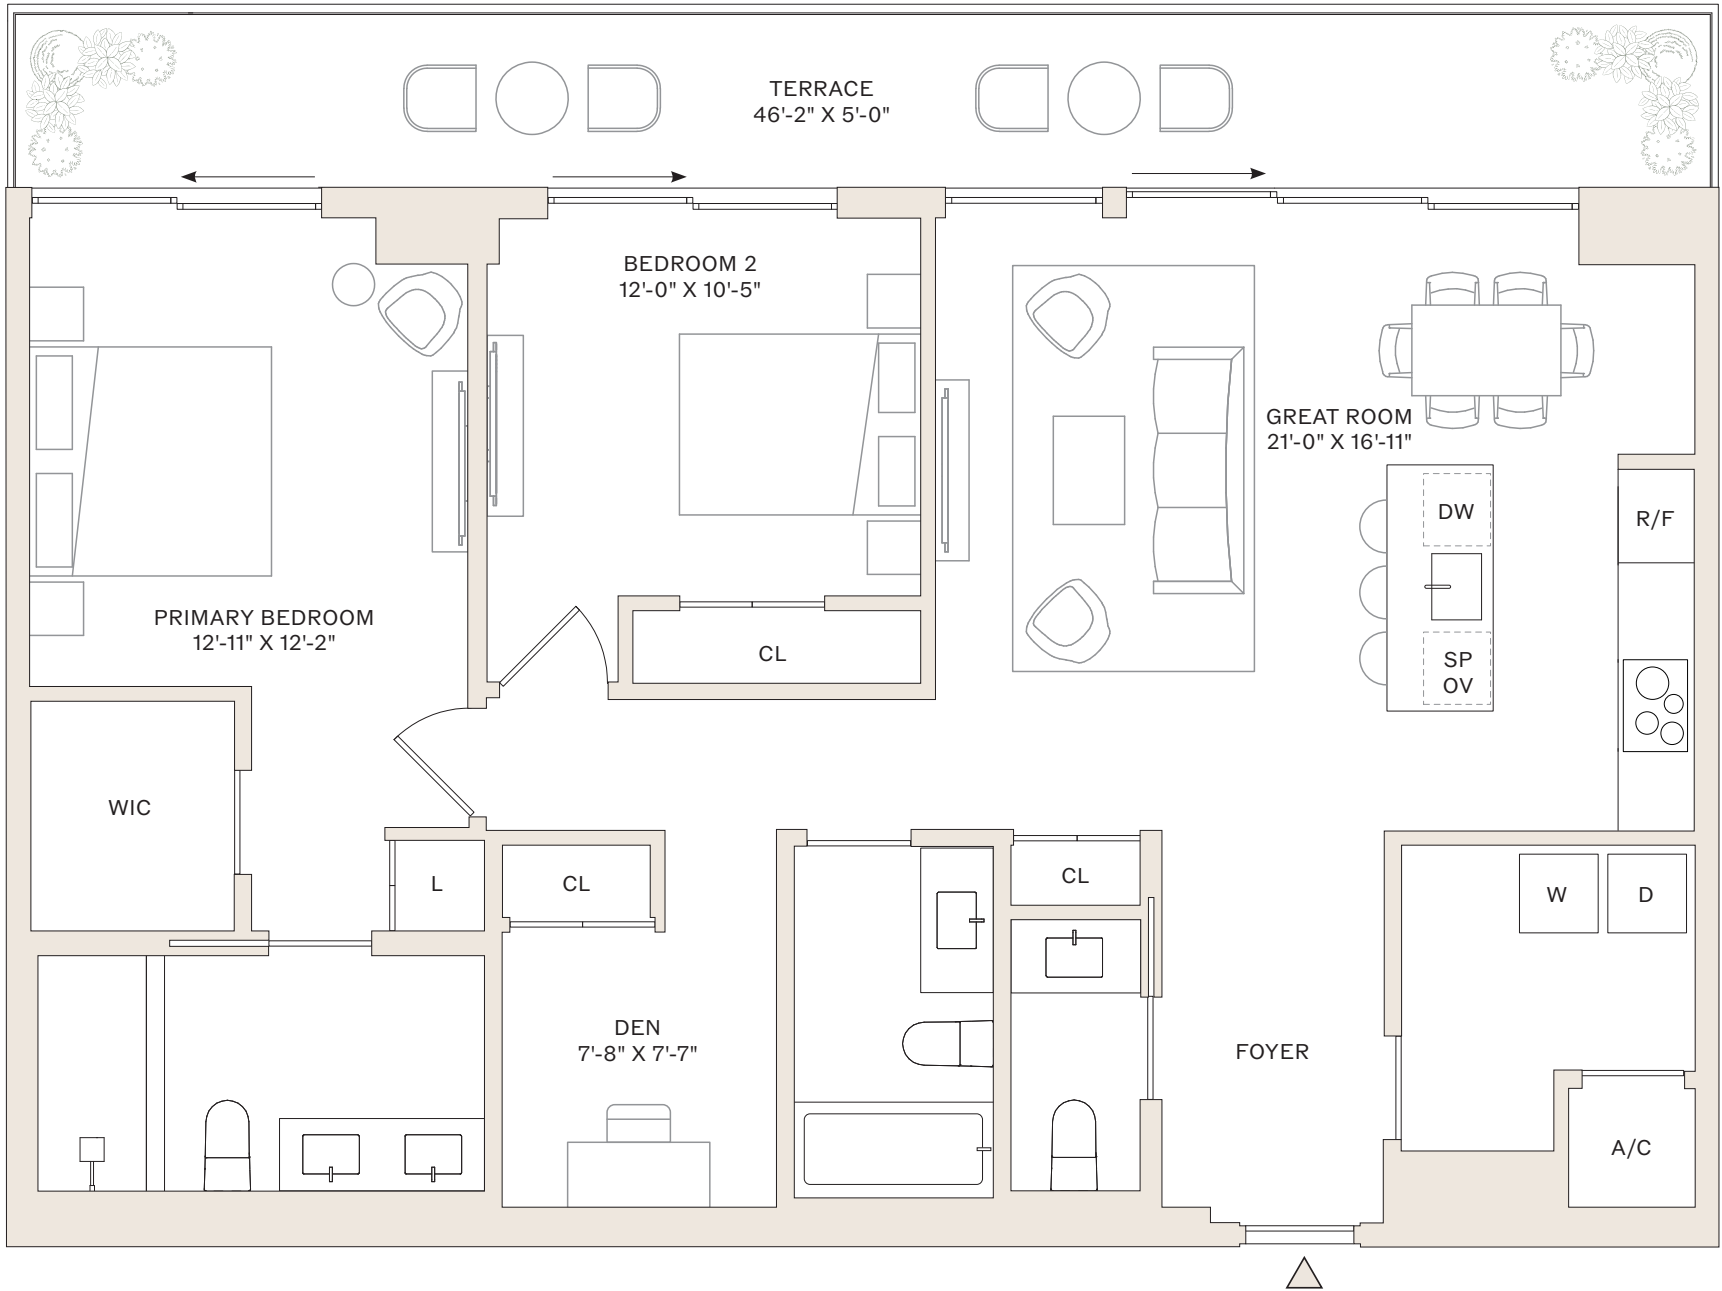 TERRACE
46'-2" X 5'-0"
BEDROOM 2
12'-0" X 10'-5"
GREAT ROOM
21'-0" X 16'-11"
DW
R/F
SP
OV
PRIMARY BEDROOM
12'-11" X 12'-2"
CL
WIC
L
CL
CL
W
D
DEN
7'-8" X 7'-7"
FOYER
A/C